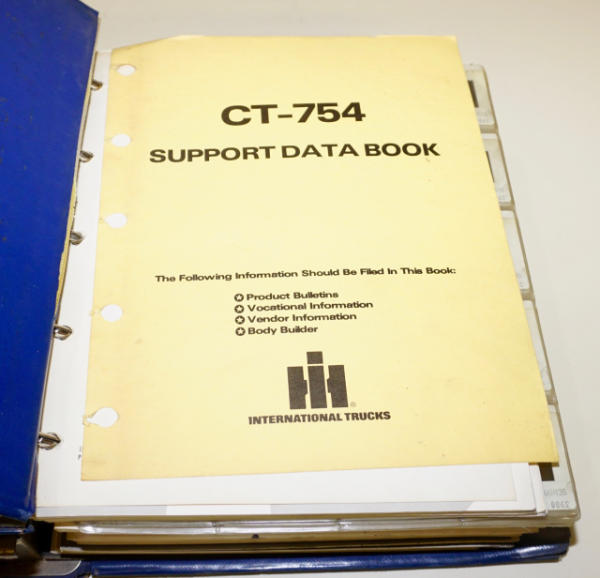 CT-754
SUPPORT DATA BOOK
The Following Information Should Be Filed In This Book:
✪ Product Bulletins
✪ Vocational Information
✪ Vendor Information
✪ Body Builder
IH®
INTERNATIONAL TRUCKS